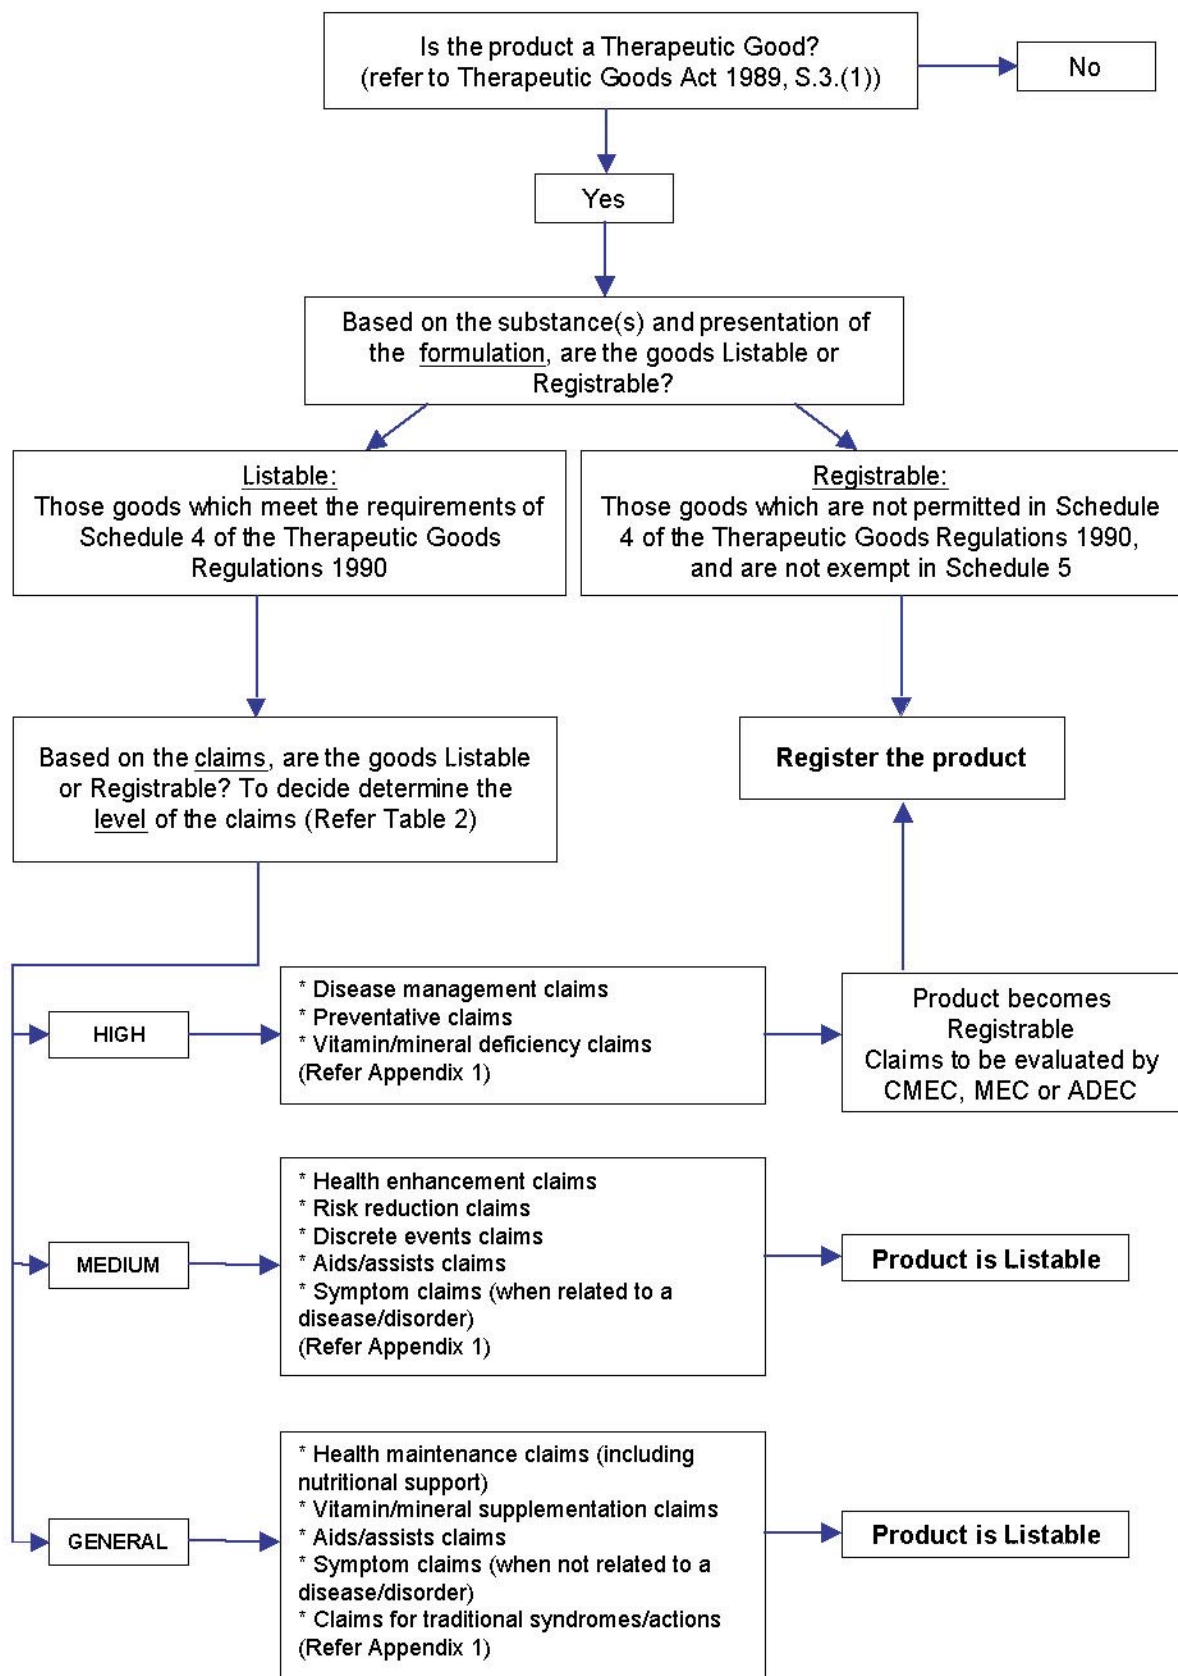 Is the product a Therapeutic Good?
(refer to Therapeutic Goods Act 1989, S.3.(1))
No
Yes
Based on the substance(s) and presentation of
the formulation, are the goods Listable or
Registrable?
Listable:
Those goods which meet the requirements of
Schedule 4 of the Therapeutic Goods
Regulations 1990
Registrable:
Those goods which are not permitted in Schedule
4 of the Therapeutic Goods Regulations 1990,
and are not exempt in Schedule 5
Based on the claims, are the goods Listable
or Registrable? To decide determine the
level of the claims (Refer Table 2)
Register the product
HIGH
* Disease management claims
* Preventative claims
* Vitamin/mineral deficiency claims
(Refer Appendix 1)
Product becomes
Registrable
Claims to be evaluated by
CMEC, MEC or ADEC
MEDIUM
* Health enhancement claims
* Risk reduction claims
* Discrete events claims
* Aids/assists claims
* Symptom claims (when related to a
disease/disorder)
(Refer Appendix 1)
Product is Listable
GENERAL
* Health maintenance claims (including
nutritional support)
* Vitamin/mineral supplementation claims
* Aids/assists claims
* Symptom claims (when not related to a
disease/disorder)
* Claims for traditional syndromes/actions
(Refer Appendix 1)
Product is Listable